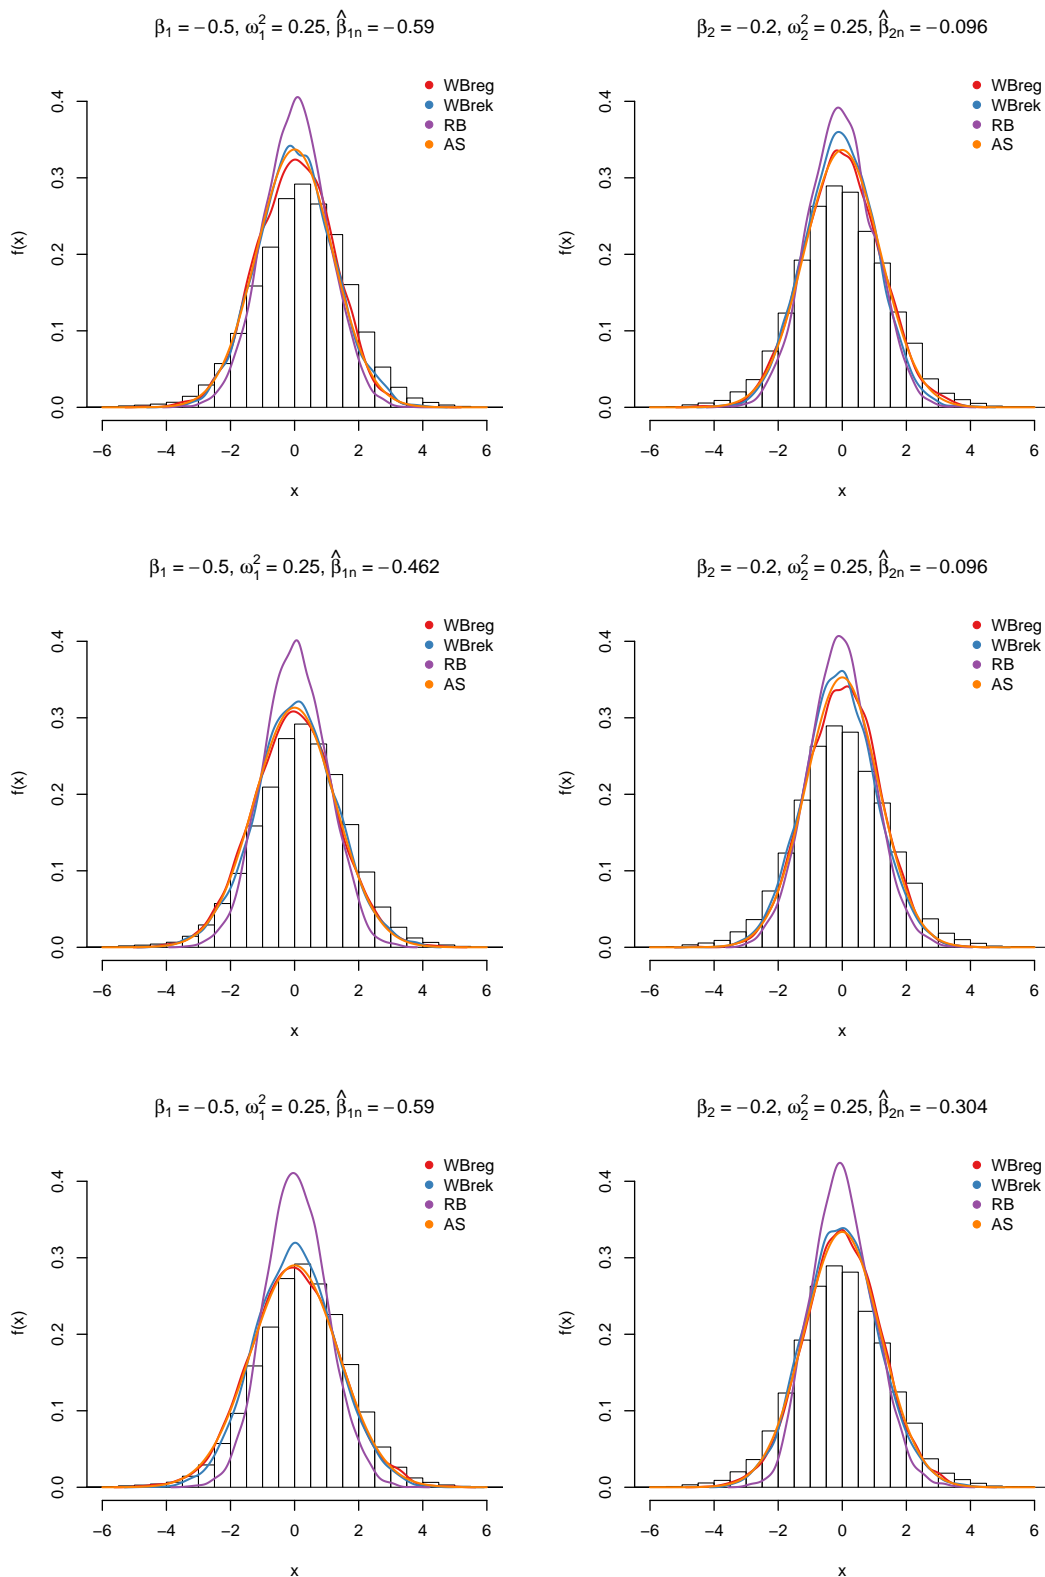 β₁ = −0.5, ω₁² = 0.25, β̂₁ₙ = −0.59
WBreg
WBrek
RB
AS
0.4
0.3
0.2
0.1
0.0
f(x)
−6 −4 −2 0 2 4 6
x
β₂ = −0.2, ω₂² = 0.25, β̂₂ₙ = −0.096
WBreg
WBrek
RB
AS
0.4
0.3
0.2
0.1
0.0
f(x)
−6 −4 −2 0 2 4 6
x
β₁ = −0.5, ω₁² = 0.25, β̂₁ₙ = −0.462
WBreg
WBrek
RB
AS
0.4
0.3
0.2
0.1
0.0
f(x)
−6 −4 −2 0 2 4 6
x
β₂ = −0.2, ω₂² = 0.25, β̂₂ₙ = −0.096
WBreg
WBrek
RB
AS
0.4
0.3
0.2
0.1
0.0
f(x)
−6 −4 −2 0 2 4 6
x
β₁ = −0.5, ω₁² = 0.25, β̂₁ₙ = −0.59
WBreg
WBrek
RB
AS
0.4
0.3
0.2
0.1
0.0
f(x)
−6 −4 −2 0 2 4 6
x
β₂ = −0.2, ω₂² = 0.25, β̂₂ₙ = −0.304
WBreg
WBrek
RB
AS
0.4
0.3
0.2
0.1
0.0
f(x)
−6 −4 −2 0 2 4 6
x